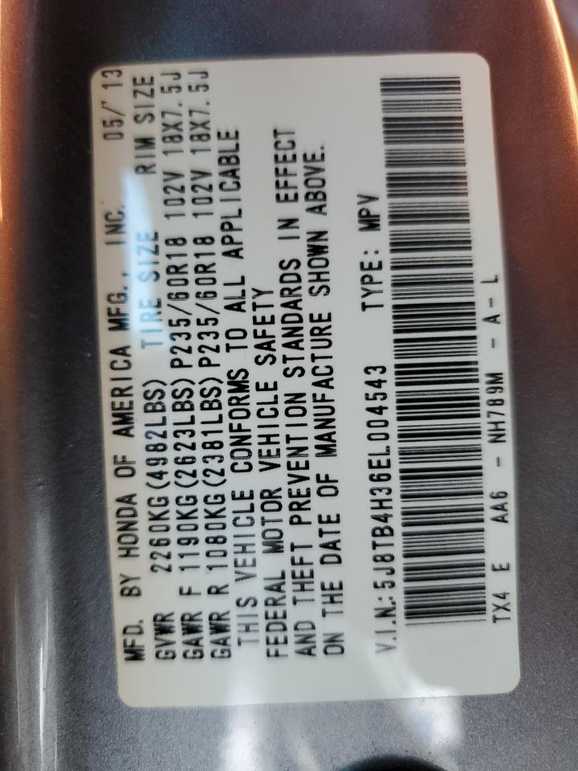 MFD. BY HONDA OF AMERICA MFG., INC. 05/'13
GVWR 2260KG(4982LBS) TIRE SIZE RIM SIZE
GAWR F 1190KG(2623LBS)P235/60R18 102V 18X7.5J
GAWR R 1080KG(2381LBS)P235/60R18 102V 18X7.5J
THIS VEHICLE CONFORMS TO ALL APPLICABLE
FEDERAL MOTOR VEHICLE SAFETY
AND THEFT PREVENTION STANDARDS IN EFFECT
ON THE DATE OF MANUFACTURE SHOWN ABOVE.
V.I.N.: 5J8TB4H36EL004543 TYPE: MPV
TX4 E AA6 - NH789M - A - L